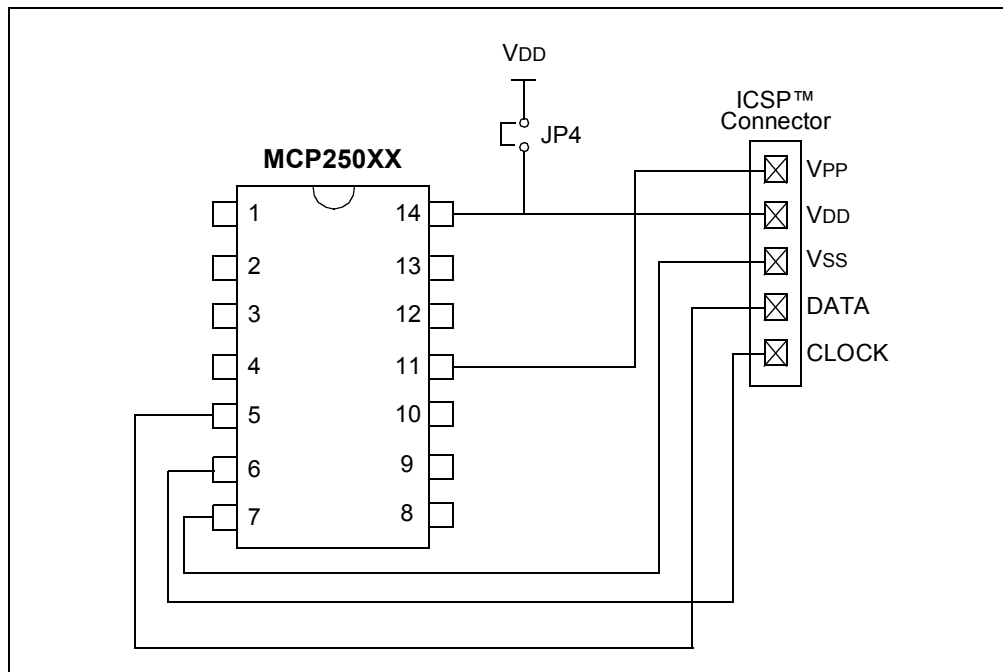 VDD
ICSP™
Connector
JP4
MCP250XX
VPP
1 14
VDD
2 13
VSS
3 12
DATA
4 11
CLOCK
5 10
6 9
7 8